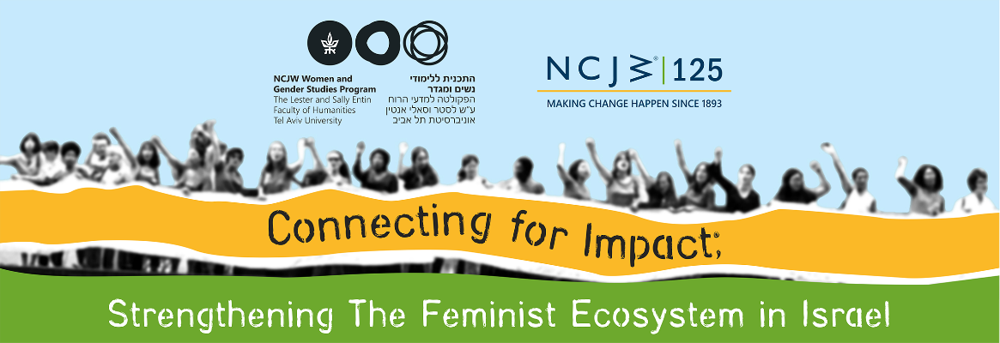 NCJW Women and
Gender Studies Program
The Lester and Sally Entin
Faculty of Humanities
Tel Aviv University
התכנית ללימודי
נשים ומגדר
הפקולטה למדעי הרוח
ע"ש לסטר וסאלי אנטין
אוניברסיטת תל אביב
NCJW® | 125
MAKING CHANGE HAPPEN SINCE 1893
Connecting for Impact:
Strengthening The Feminist Ecosystem in Israel